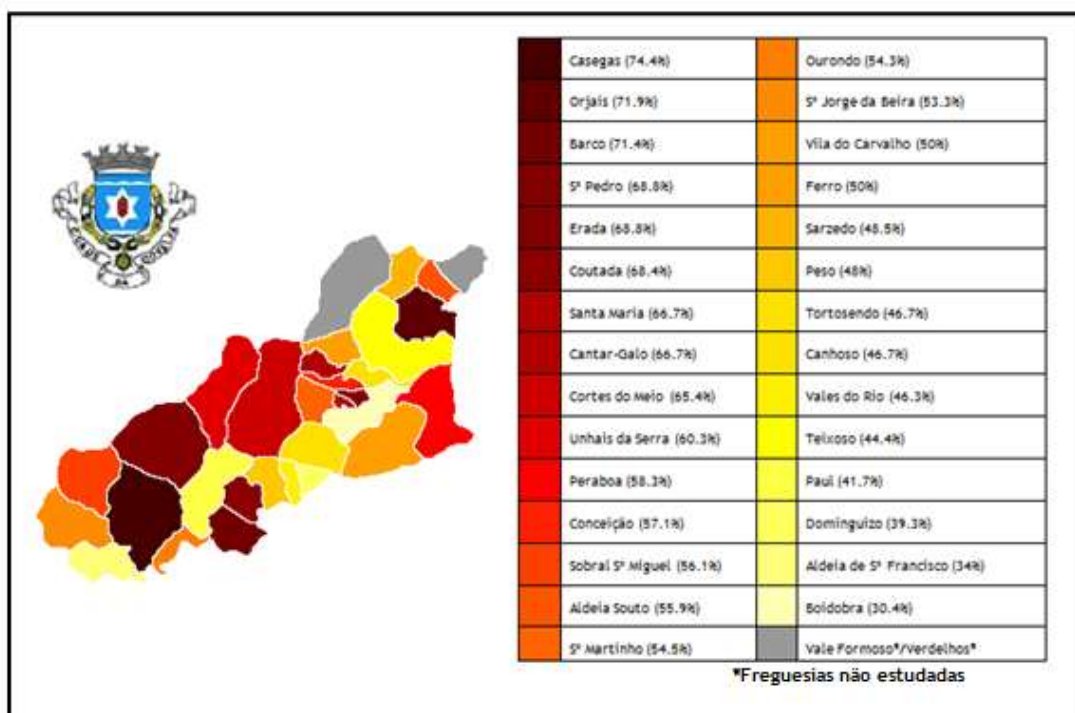 Casegas (74.4%)
Orjais (71.9%)
Barco (71.4%)
Sº Pedro (68.8%)
Erada (68.8%)
Coutada (68.4%)
Santa Maria (66.7%)
Cantar-Galo (66.7%)
Cortes do Meio (65.4%)
Unhais da Serra (60.3%)
Peraboa (58.3%)
Conceição (57.1%)
Sobral Sº Miguel (56.1%)
Aldeia Souto (55.9%)
Sº Martinho (54.5%)
Ourondo (54.3%)
Sº Jorge da Beira (53.3%)
Vila do Carvalho (50%)
Ferro (50%)
Sarzedo (48.5%)
Peso (48%)
Tortosendo (46.7%)
Canhoso (46.7%)
Vales do Rio (46.3%)
Teixoso (44.4%)
Paul (41.7%)
Dominguizo (39.3%)
Aldeia de Sº Francisco (34%)
Boidobra (30.4%)
Vale Formoso*/Verdelhos*
*Freguesias não estudadas